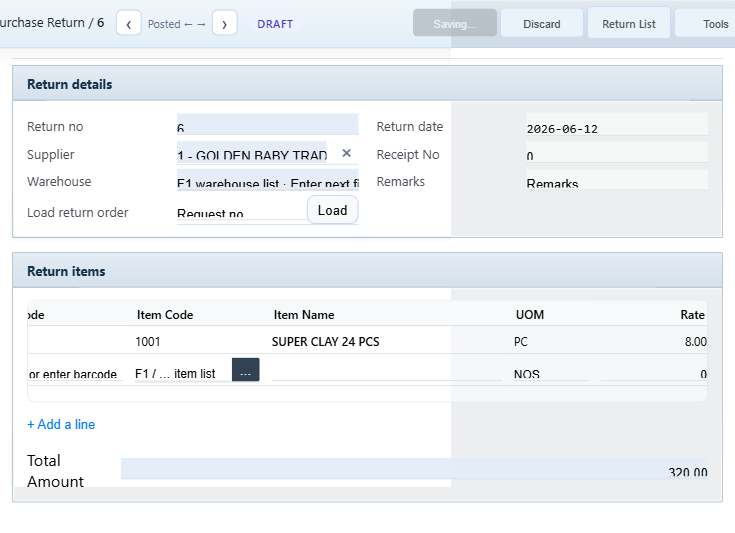 urchase Return / 6 ‹ Posted ← → › DRAFT Saving... Discard Return List Tools
Return details
Return no 6 Return date 2026-06-12
Supplier 1 - GOLDEN BABY TRAD × Receipt No 0
Warehouse F1 warehouse list · Enter next fi Remarks Remarks
Load return order Request no Load
Return items
ode Item Code Item Name UOM Rate
1001 SUPER CLAY 24 PCS PC 8.00
or enter barcode F1 / ... item list ... NOS 0
+ Add a line
Total
Amount 320.00